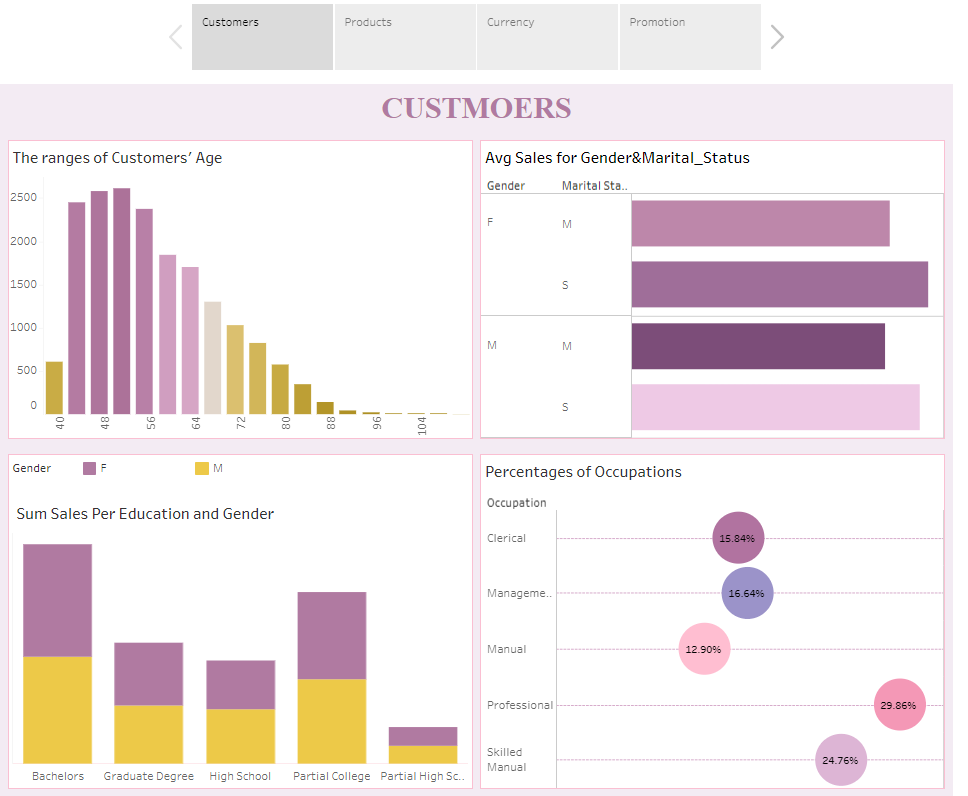 Customers
Products
Currency
Promotion
CUSTMOERS
The ranges of Customers’ Age
2500
2000
1500
1000
500
0
40
48
56
64
72
80
88
96
104
Avg Sales for Gender&Marital_Status
Gender Marital Sta..
F M
S
M M
S
Gender F M
Sum Sales Per Education and Gender
Bachelors Graduate Degree High School Partial College Partial High Sc..
Percentages of Occupations
Occupation
Clerical 15.84%
Manageme.. 16.64%
Manual 12.90%
Professional 29.86%
Skilled
Manual 24.76%